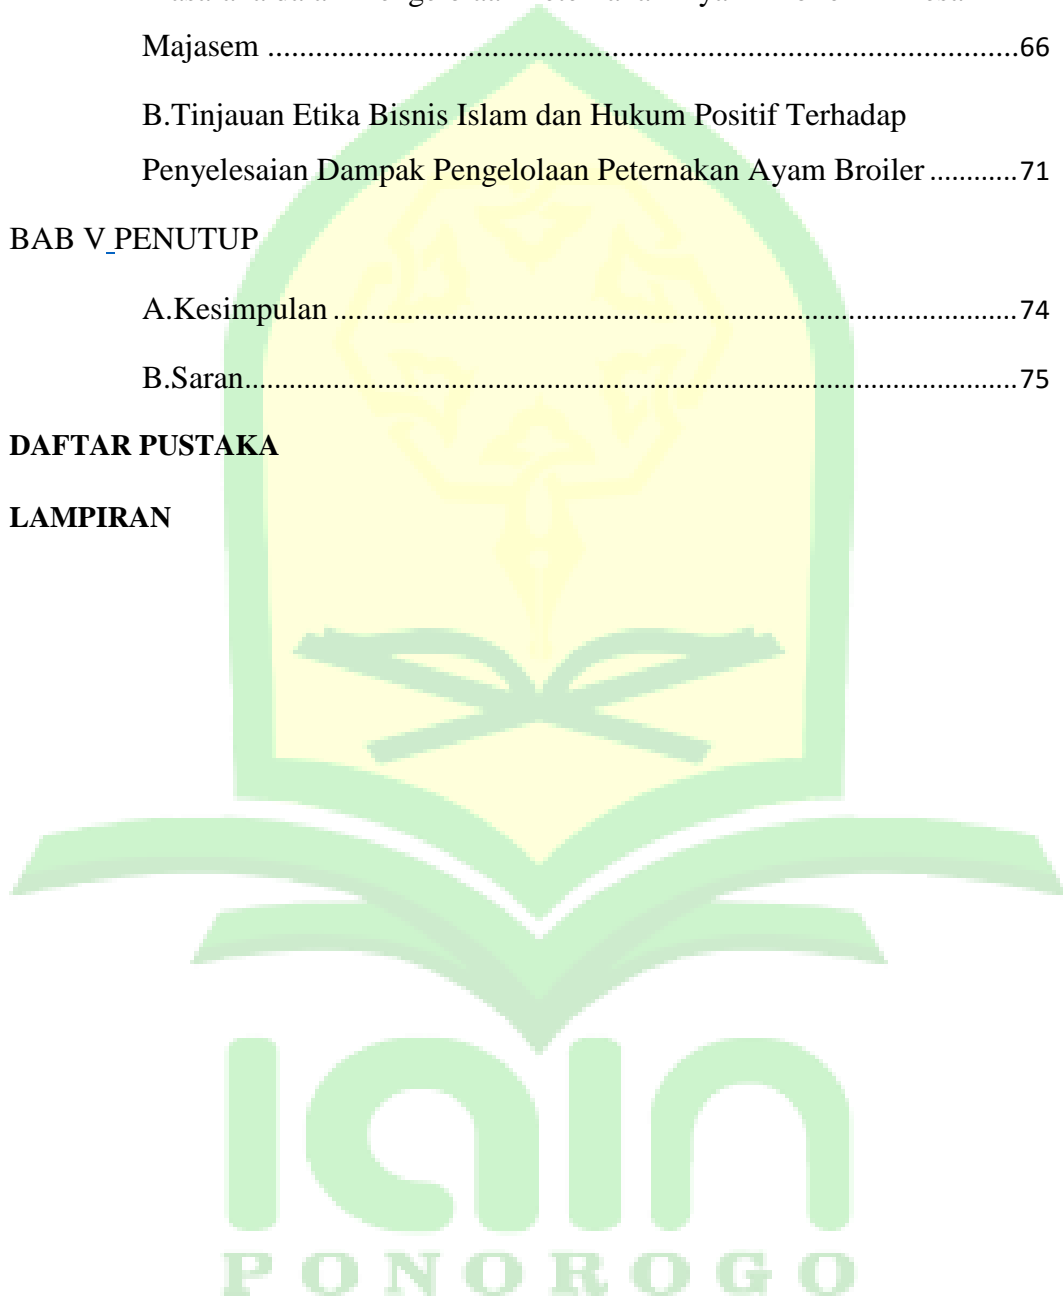 Majasem ........................................................................................................66
B.Tinjauan Etika Bisnis Islam dan Hukum Positif Terhadap
Penyelesaian Dampak Pengelolaan Peternakan Ayam Broiler ............71
BAB V PENUTUP
A.Kesimpulan ..............................................................................................74
B.Saran.........................................................................................................75
DAFTAR PUSTAKA
LAMPIRAN
IAIN
PONOROGO